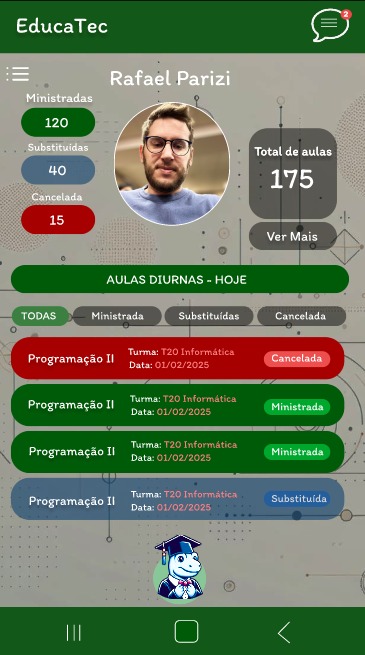 EducaTec
2
Rafael Parizi
Ministradas
120
Substituídas
40
Cancelada
15
Total de aulas
175
Ver Mais
AULAS DIURNAS - HOJE
TODAS
Ministrada
Substituídas
Cancelada
Programação II
Turma: T20 Informática
Data: 01/02/2025
Cancelada
Programação II
Turma: T20 Informática
Data: 01/02/2025
Ministrada
Programação II
Turma: T20 Informática
Data: 01/02/2025
Ministrada
Programação II
Turma: T20 Informática
Data: 01/02/2025
Substituída